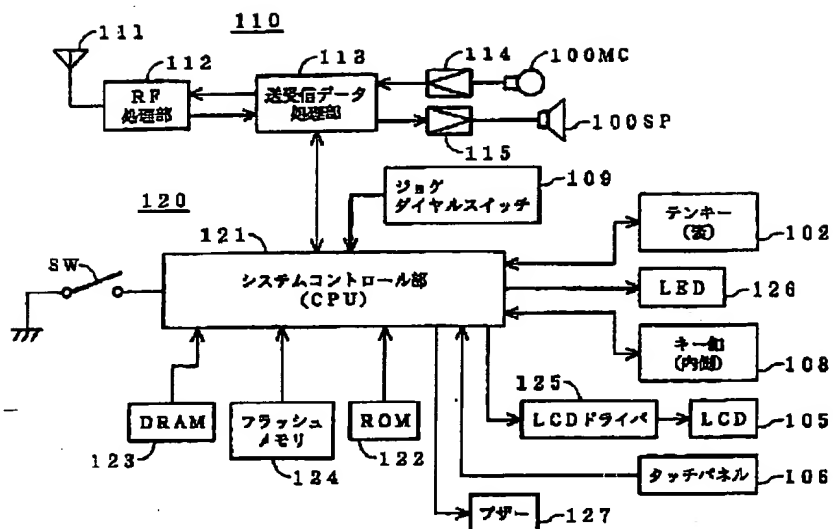 110
111
112
RF
処理部
113
送受信データ
処理部
114
100MC
115
100SP
120
109
ジョグ
ダイヤルスイッチ
121
システムコントロール部
(CPU)
SW
テンキー
102
LED
126
(内側)
108
125
LCDドライバ
LCD
105
DRAM
123
フラッシュ
メモリ
124
ROM
122
タッチパネル
106
ブザー
127